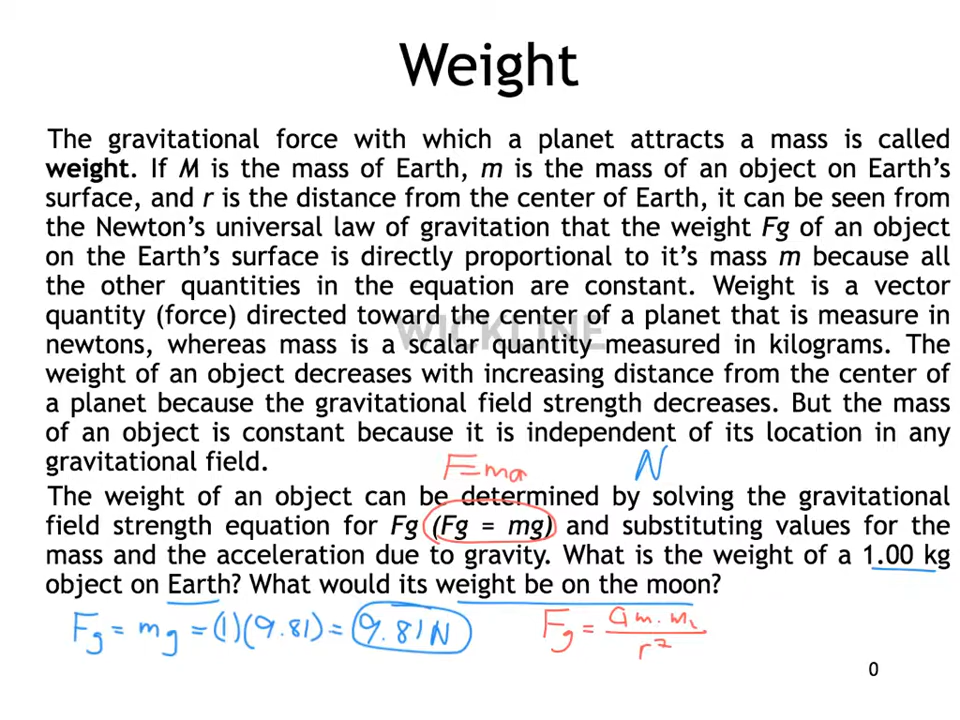 Weight
The gravitational force with which a planet attracts a mass is called
weight. If M is the mass of Earth, m is the mass of an object on Earth's
surface, and r is the distance from the center of Earth, it can be seen from
the Newton's universal law of gravitation that the weight Fg of an object
on the Earth's surface is directly proportional to it's mass m because all
the other quantities in the equation are constant. Weight is a vector
quantity (force) directed toward the center of a planet that is measure in
WICKLINE
newtons, whereas mass is a scalar quantity measured in kilograms. The
weight of an object decreases with increasing distance from the center of
a planet because the gravitational field strength decreases. But the mass
of an object is constant because it is independent of its location in any
gravitational field.
F=ma N
The weight of an object can be determined by solving the gravitational
field strength equation for Fg (Fg = mg) and substituting values for the
mass and the acceleration due to gravity. What is the weight of a 1.00 kg
object on Earth? What would its weight be on the moon?
Fg = mg = (1)(9.81) = 9.81N Fg = G m1 m2 / r²
0